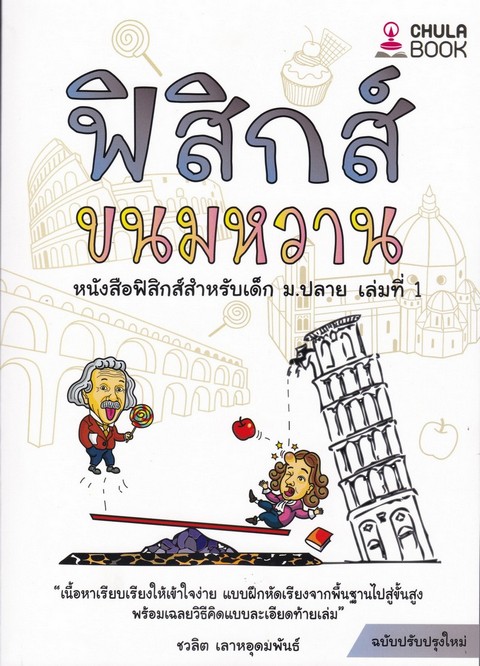 CHULA
BOOK
ฟิสิกส์
ขนมหวาน
หนังสือฟิสิกส์สำหรับเด็ก ม.ปลาย เล่มที่ 1
“เนื้อหาเรียบเรียงให้เข้าใจง่าย แบบฝึกหัดเรียงจากพื้นฐานไปสู่ขั้นสูง
พร้อมเฉลยวิธีคิดแบบละเอียดท้ายเล่ม”
ชวลิต เลาหอุดมพันธ์
ฉบับปรับปรุงใหม่